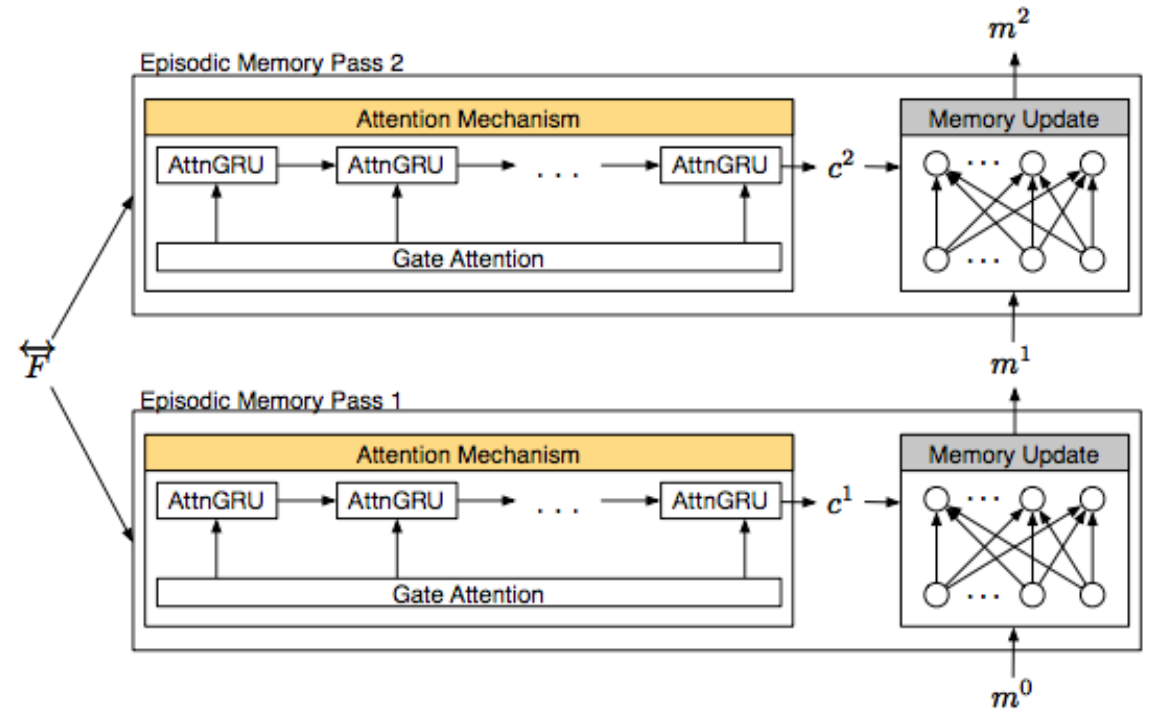 m²
Episodic Memory Pass 2
Attention Mechanism
Memory Update
AttnGRU AttnGRU . . . AttnGRU c² . . .
Gate Attention . . .
F⃡
m¹
Episodic Memory Pass 1
Attention Mechanism
Memory Update
AttnGRU AttnGRU . . . AttnGRU c¹ . . .
Gate Attention . . .
m⁰